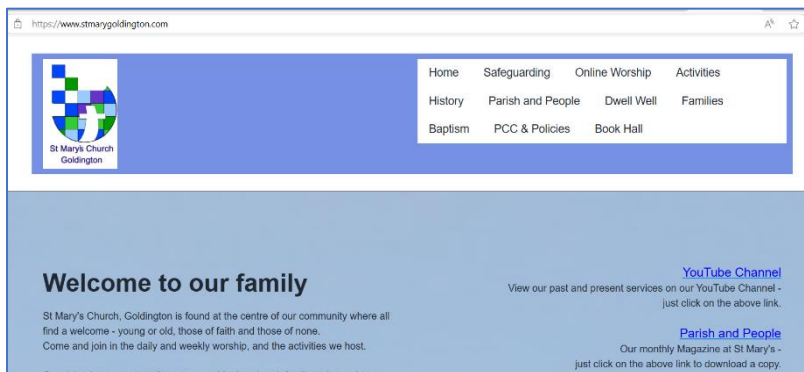 https://www.stmarygoldington.com
St Mary's Church
Goldington
Home Safeguarding Online Worship Activities
History Parish and People Dwell Well Families
Baptism PCC & Policies Book Hall
Welcome to our family
St Mary's Church, Goldington is found at the centre of our community where all
find a welcome - young or old, those of faith and those of none.
Come and join in the daily and weekly worship, and the activities we host.
YouTube Channel
View our past and present services on our YouTube Channel -
just click on the above link.
Parish and People
Our monthly Magazine at St Mary's -
just click on the above link to download a copy.